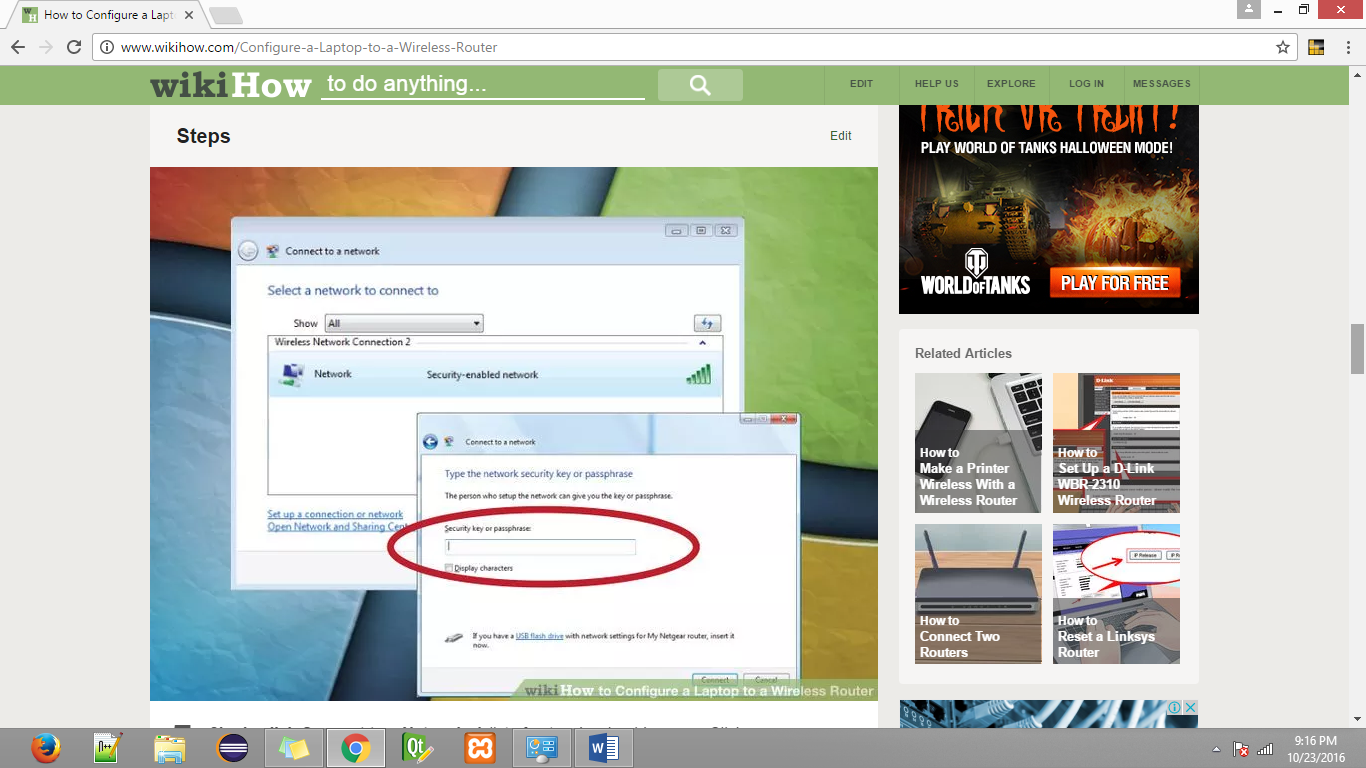 How to Configure a Lapt
www.wikihow.com/Configure-a-Laptop-to-a-Wireless-Router
wikiHow to do anything...
EDIT
HELP US
EXPLORE
LOG IN
MESSAGES
Steps
Edit
Connect to a network
Select a network to connect to
Show All
Wireless Network Connection 2
Network Security-enabled network
Set up a connection or network
Open Network and Sharing Cent
Connect to a network
Type the network security key or passphrase
The person who setup the network can give you the key or passphrase.
Security key or passphrase:
Display characters
If you have a USB flash drive with network settings for My Netgear router, insert it
now.
Connect Cancel
wikiHow to Configure a Laptop to a Wireless Router
TRICK OR TREAT!
PLAY WORLD OF TANKS HALLOWEEN MODE!
WORLD OF TANKS
PLAY FOR FREE
Related Articles
How to
Make a Printer
Wireless With a
Wireless Router
D-Link
How to
Set Up a D-Link
WBR-2310
Wireless Router
How to
Connect Two
Routers
IP Release
How to
Reset a Linksys
Router
9:16 PM
10/23/2016